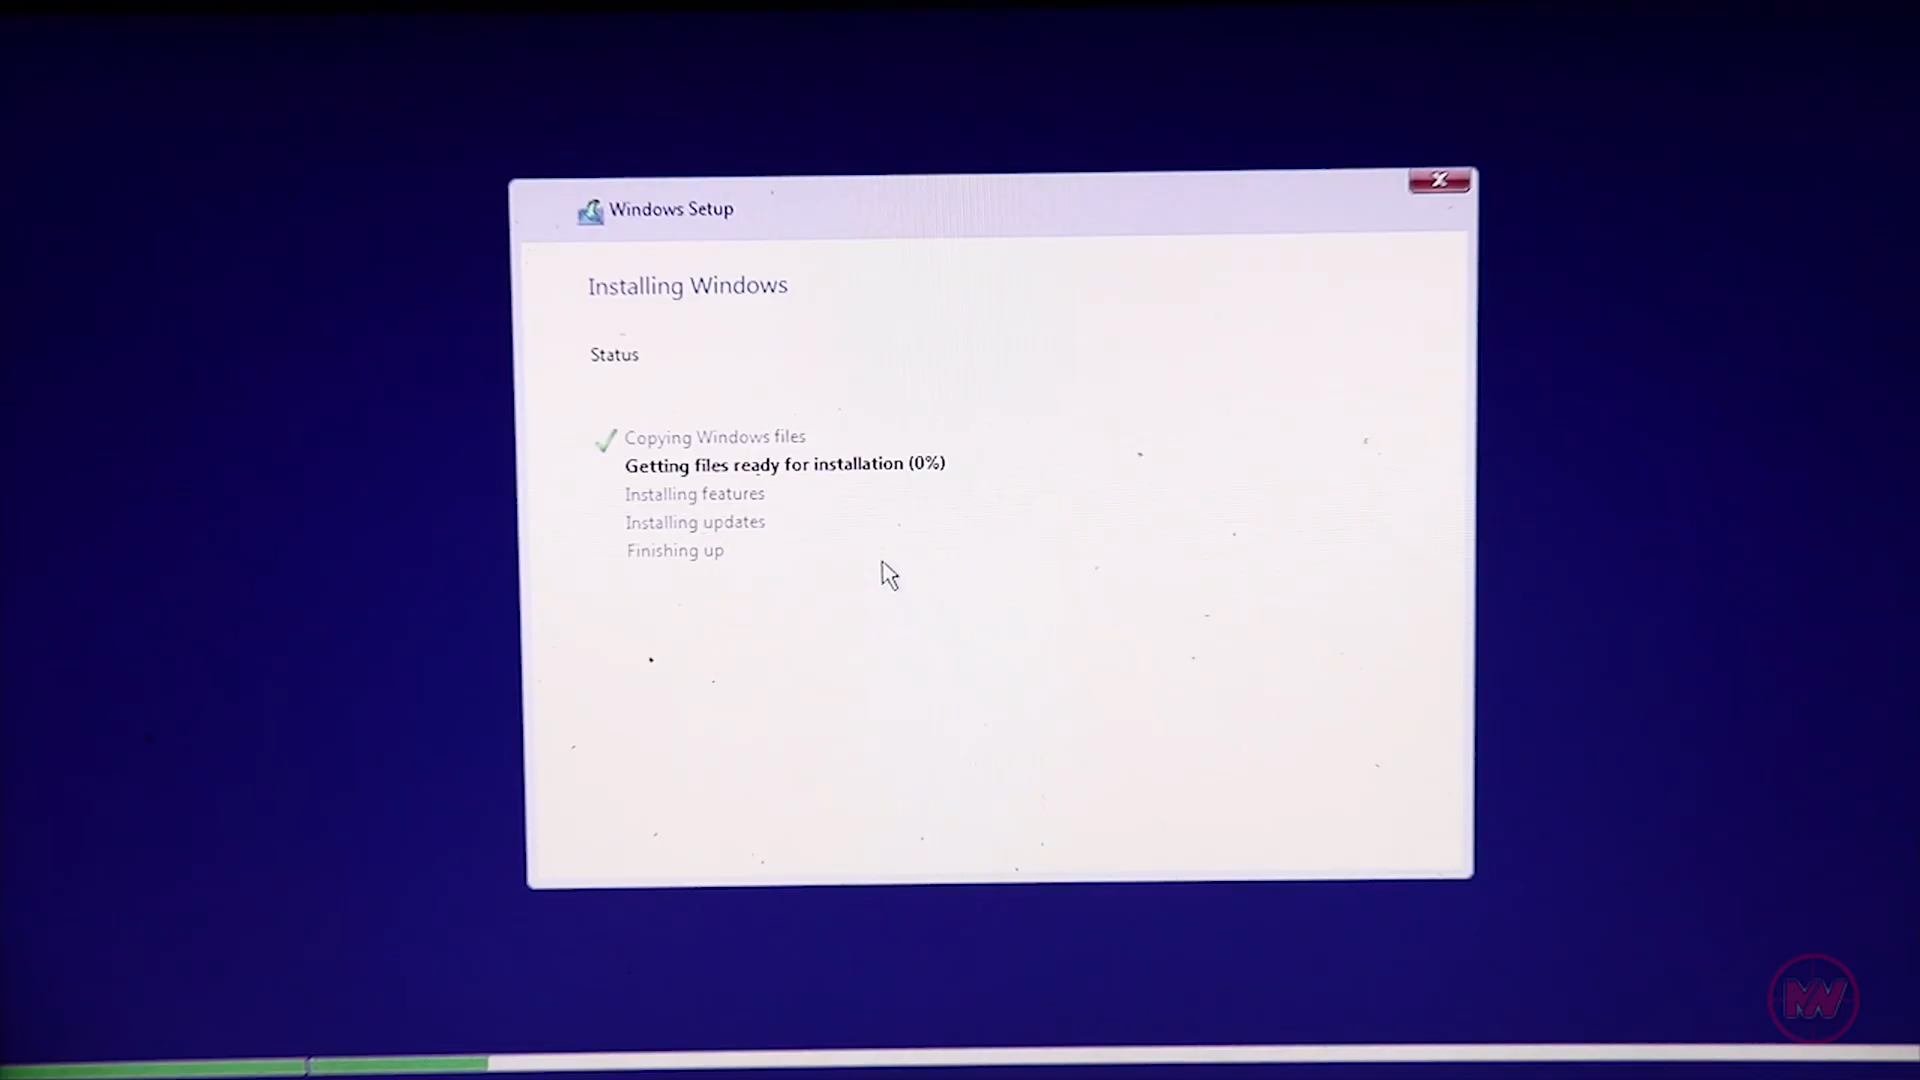 Windows Setup
Installing Windows
Status
Copying Windows files
Getting files ready for installation (0%)
Installing features
Installing updates
Finishing up